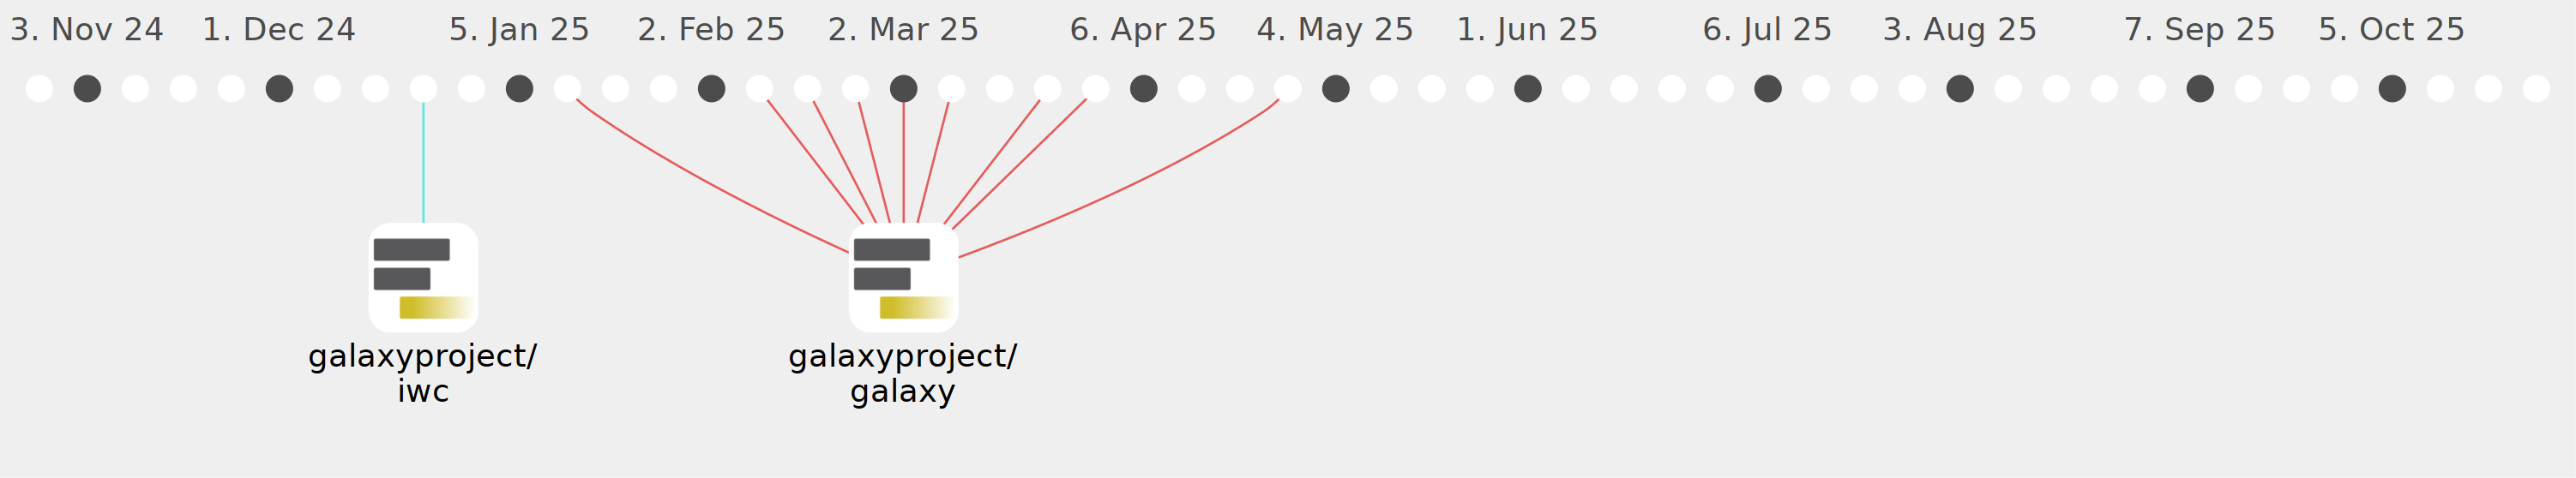 3. Nov 24 1. Dec 24 5. Jan 25 2. Feb 25 2. Mar 25 6. Apr 25 4. May 25 1. Jun 25 6. Jul 25 3. Aug 25 7. Sep 25 5. Oct 25
galaxyproject/
iwc
galaxyproject/
galaxy